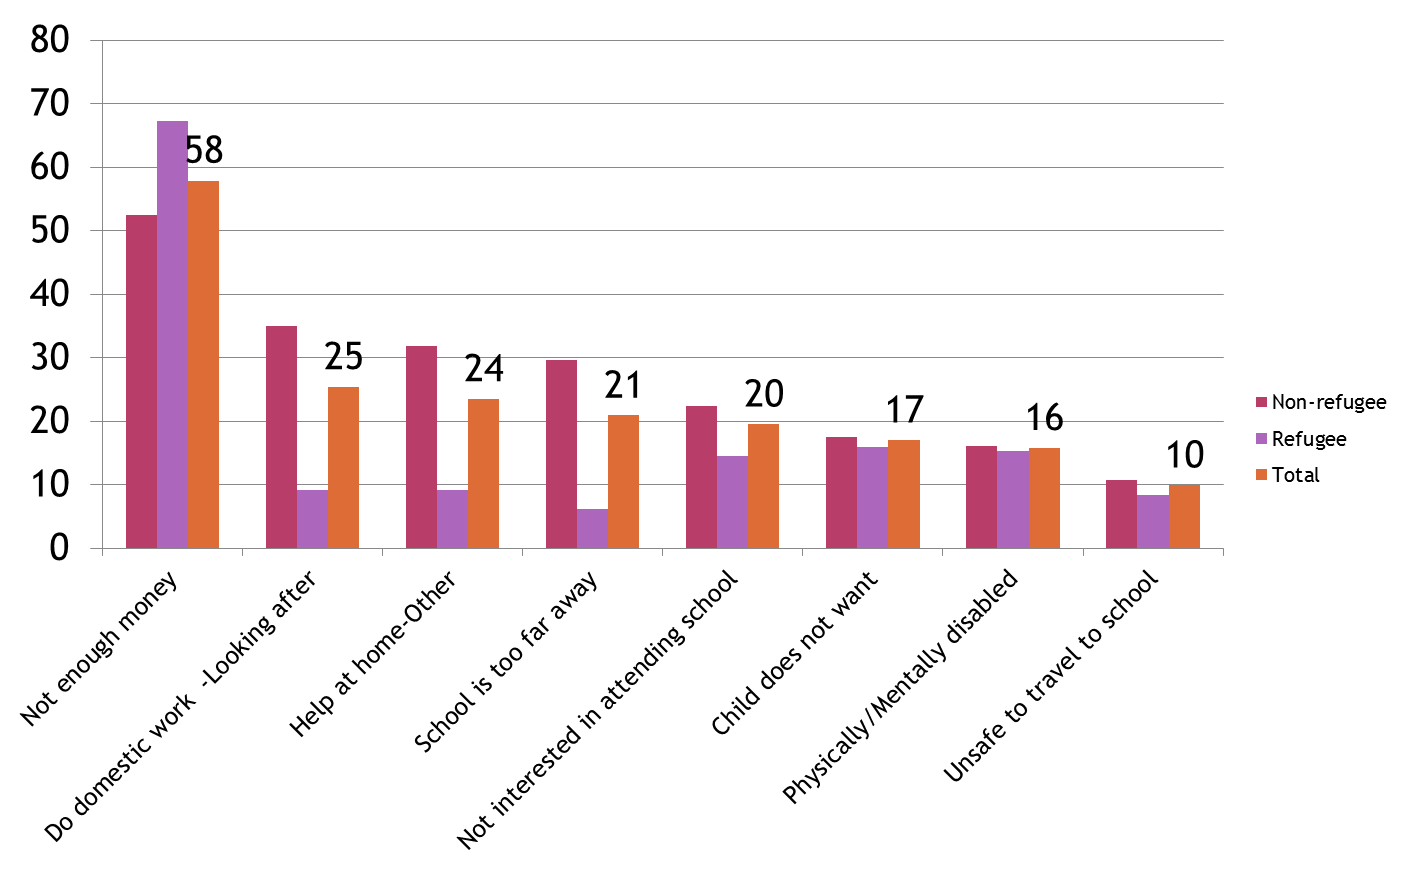 80
70
60
50
40
30
20
10
0
58
25
24
21
20
17
16
10
Not enough money
Do domestic work -Looking after
Help at home-Other
School is too far away
Not interested in attending school
Child does not want
Physically/Mentally disabled
Unsafe to travel to school
Non-refugee
Refugee
Total